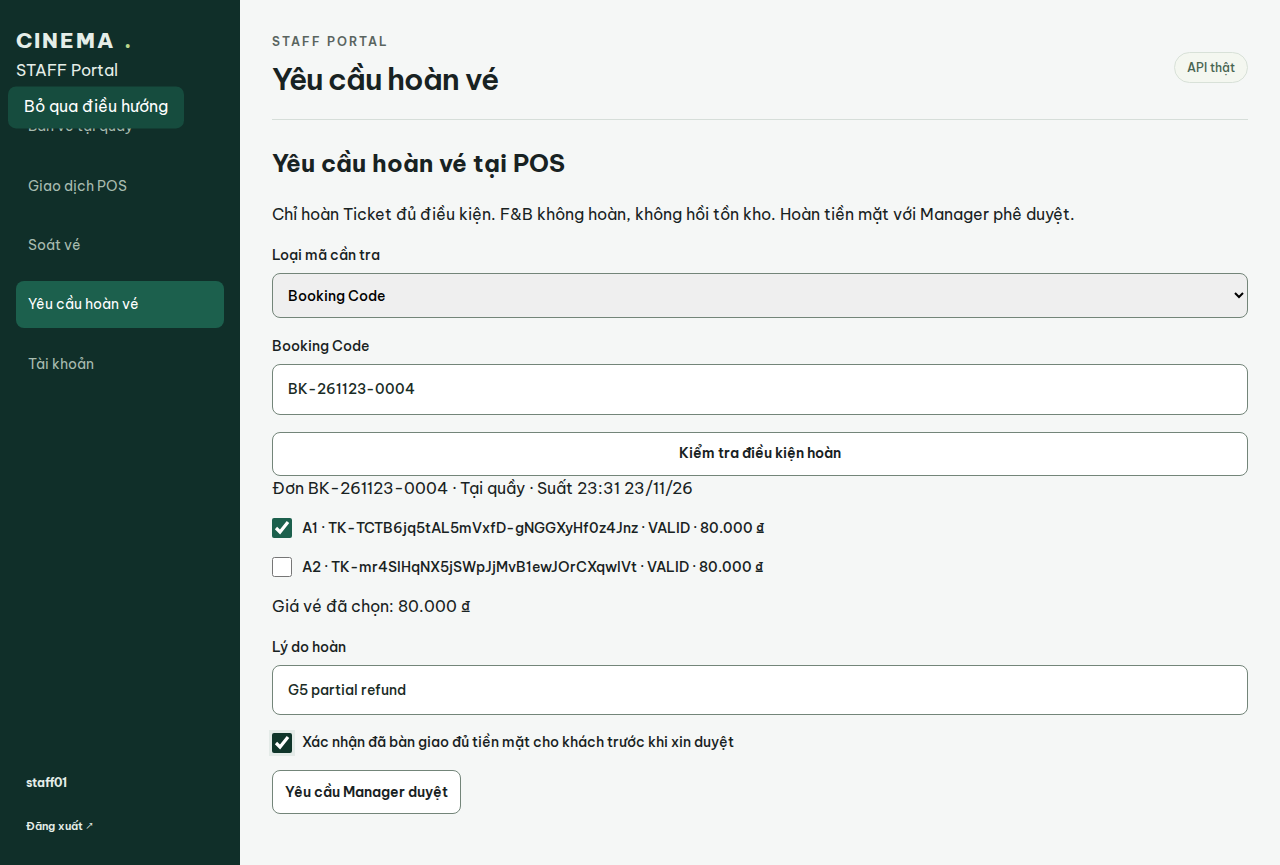 CINEMA .
STAFF Portal
Bỏ qua điều hướng
Bán vé tại quầy
Giao dịch POS
Soát vé
Yêu cầu hoàn vé
Tài khoản
staff01
Đăng xuất ↗
STAFF PORTAL
Yêu cầu hoàn vé
API thật
Yêu cầu hoàn vé tại POS
Chỉ hoàn Ticket đủ điều kiện. F&B không hoàn, không hồi tồn kho. Hoàn tiền mặt với Manager phê duyệt.
Loại mã cần tra
Booking Code
Booking Code
BK-261123-0004
Kiểm tra điều kiện hoàn
Đơn BK-261123-0004 · Tại quầy · Suất 23:31 23/11/26
A1 · TK-TCTB6jq5tAL5mVxfD-gNGGXyHf0z4Jnz · VALID · 80.000 ₫
A2 · TK-mr4SlHqNX5jSWpJjMvB1ewJOrCXqwlVt · VALID · 80.000 ₫
Giá vé đã chọn: 80.000 ₫
Lý do hoàn
G5 partial refund
Xác nhận đã bàn giao đủ tiền mặt cho khách trước khi xin duyệt
Yêu cầu Manager duyệt